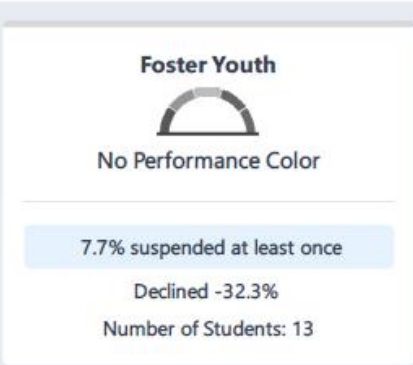 Foster Youth
No Performance Color
7.7% suspended at least once
Declined -32.3%
Number of Students: 13